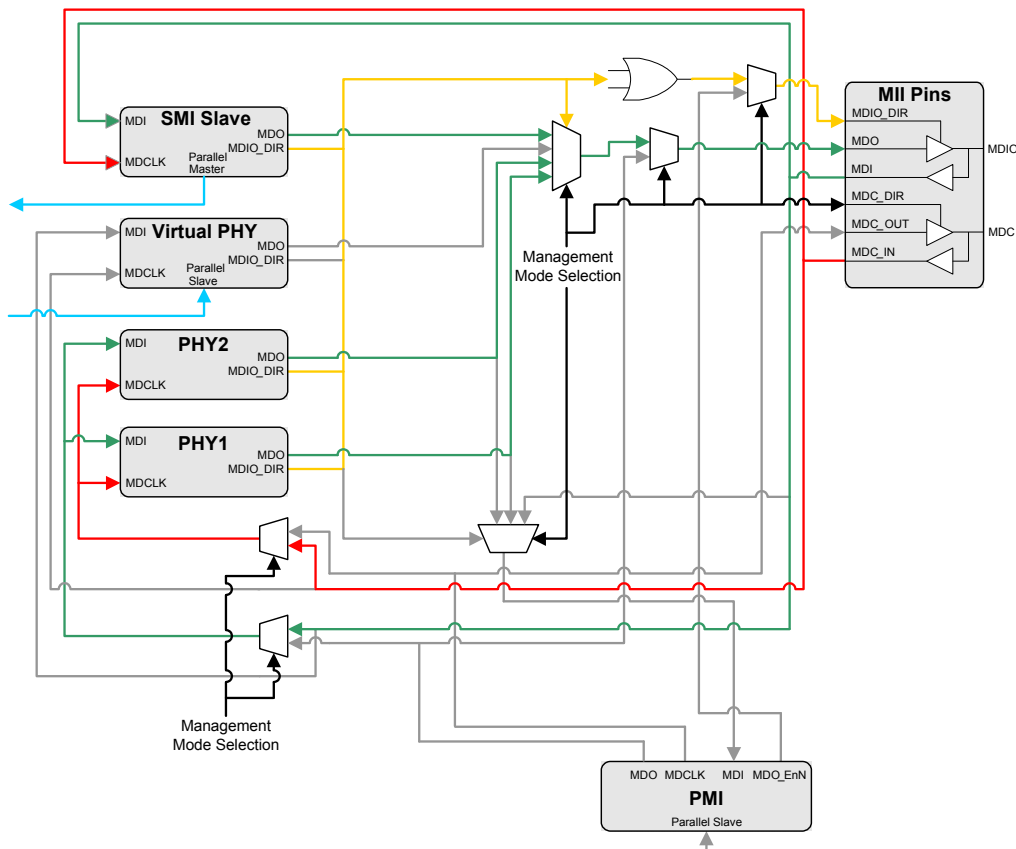 SMI Slave
MDI
MDCLK
MDO
MDIO_DIR
Parallel
Master
Virtual PHY
MDI
MDCLK
MDO
MDIO_DIR
Parallel
Slave
PHY2
MDI
MDCLK
MDO
MDIO_DIR
PHY1
MDI
MDCLK
MDO
MDIO_DIR
Management
Mode Selection
MII Pins
MDIO_DIR
MDO
MDI
MDC_DIR
MDC_OUT
MDC_IN
MDIO
MDC
Management
Mode Selection
MDO
MDCLK
MDI
MDO_EnN
PMI
Parallel Slave